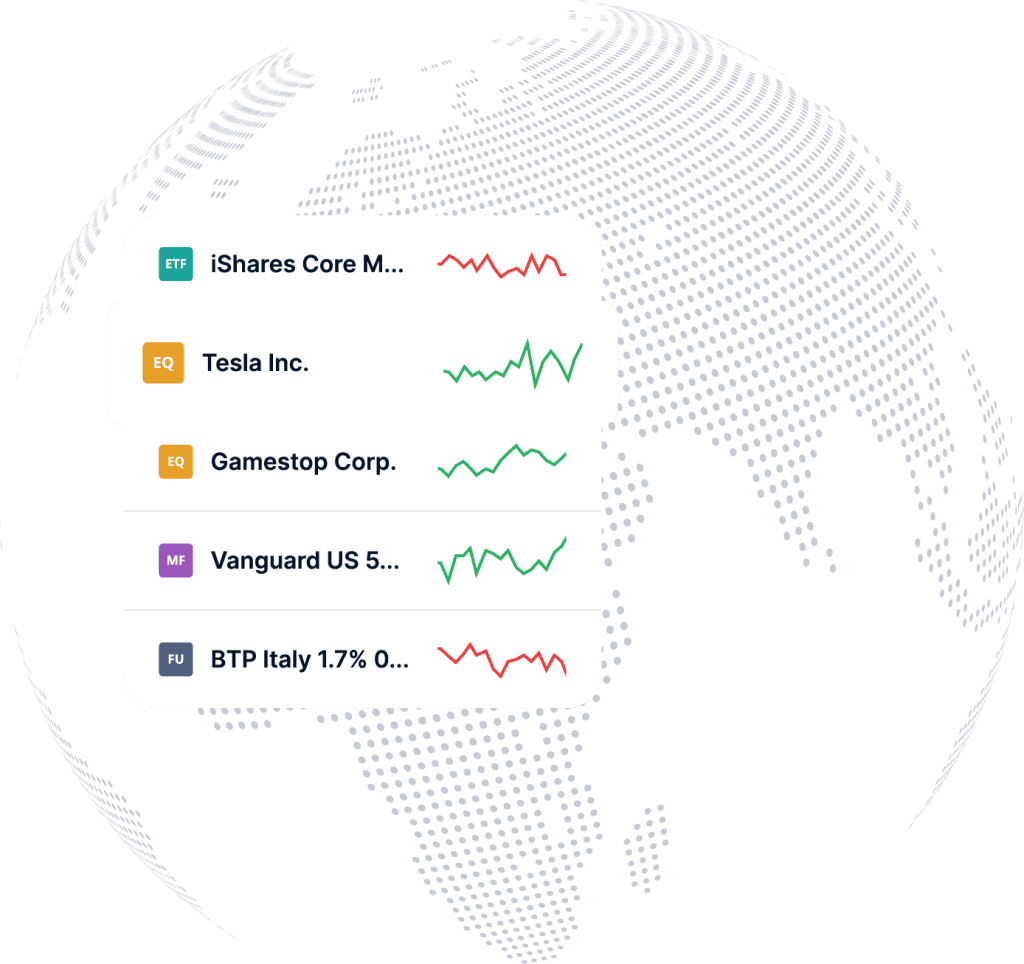 ETF iShares Core M...
EQ Tesla Inc.
EQ Gamestop Corp.
MF Vanguard US 5...
FU BTP Italy 1.7% 0...